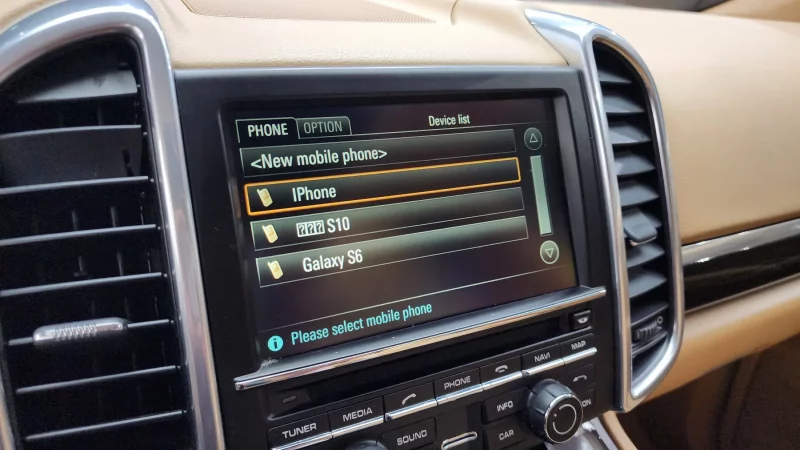 PHONE OPTION Device list
<New mobile phone>
IPhone
S10
Galaxy S6
Please select mobile phone
TUNER MEDIA PHONE NAVI MAP
SOUND INFO
CAR